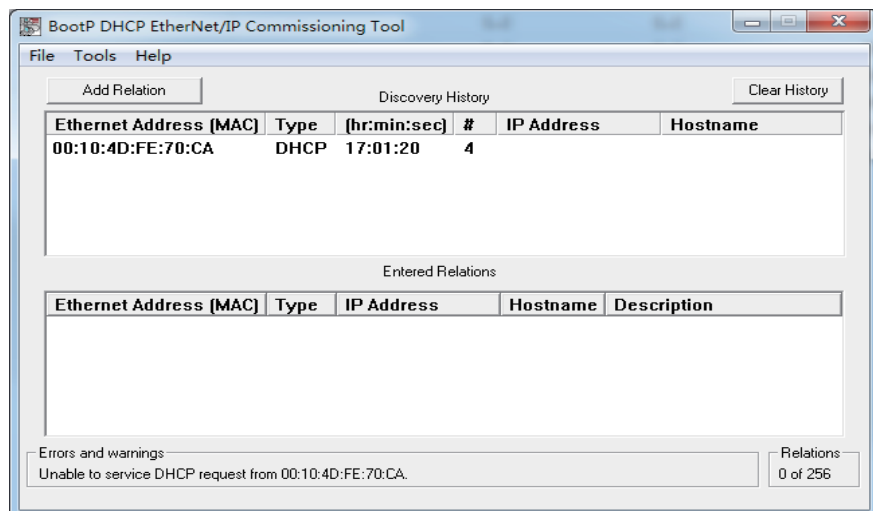 BootP DHCP EtherNet/IP Commissioning Tool
File Tools Help
Add Relation Discovery History Clear History
Ethernet Address (MAC) Type (hr:min:sec) # IP Address Hostname
00:10:4D:FE:70:CA DHCP 17:01:20 4
Entered Relations
Ethernet Address (MAC) Type IP Address Hostname Description
Errors and warnings Relations
Unable to service DHCP request from 00:10:4D:FE:70:CA. 0 of 256